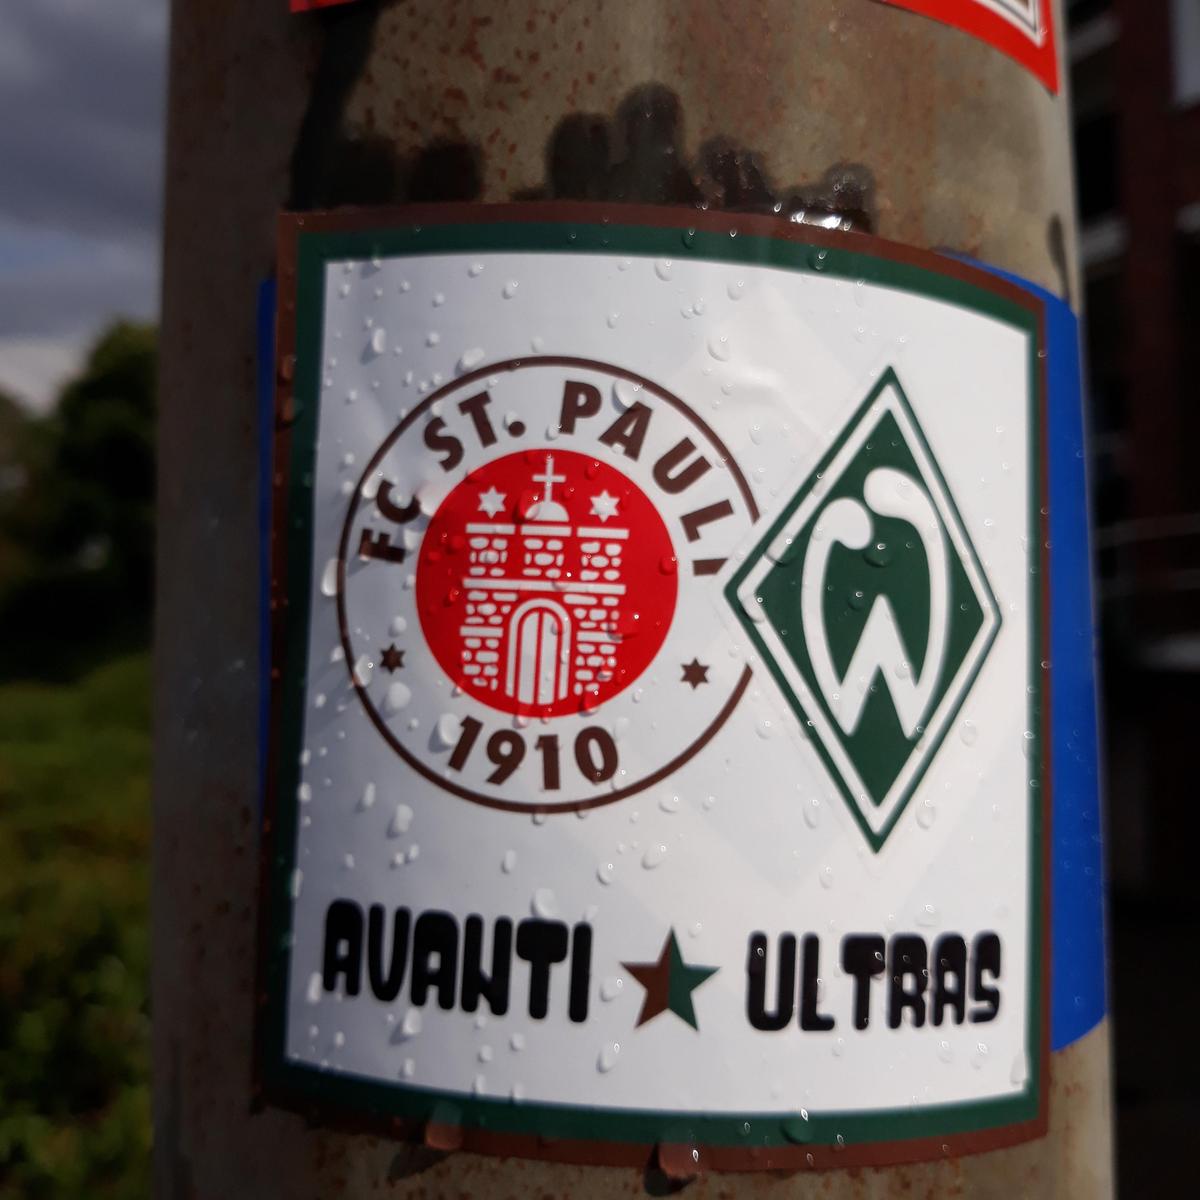 FC ST. PAULI
W
1910
AVANTI ★ ULTRAS